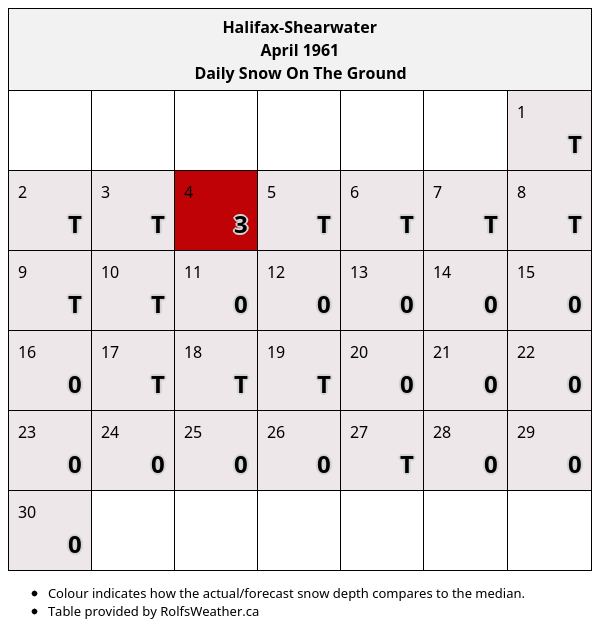 Halifax-Shearwater
April 1961
Daily Snow On The Ground
1
T
2 3 4 5 6 7 8
T T 3 T T T T
9 10 11 12 13 14 15
T T 0 0 0 0 0
16 17 18 19 20 21 22
0 T T T 0 0 0
23 24 25 26 27 28 29
0 0 0 0 T 0 0
30
0
• Colour indicates how the actual/forecast snow depth compares to the median.
• Table provided by RolfsWeather.ca